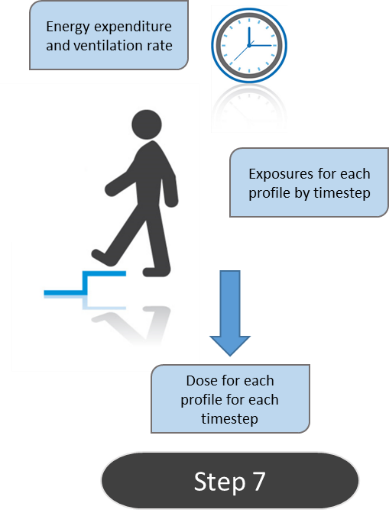 Energy expenditure
and ventilation rate
Exposures for each
profile by timestep
Dose for each
profile for each
timestep
Step 7